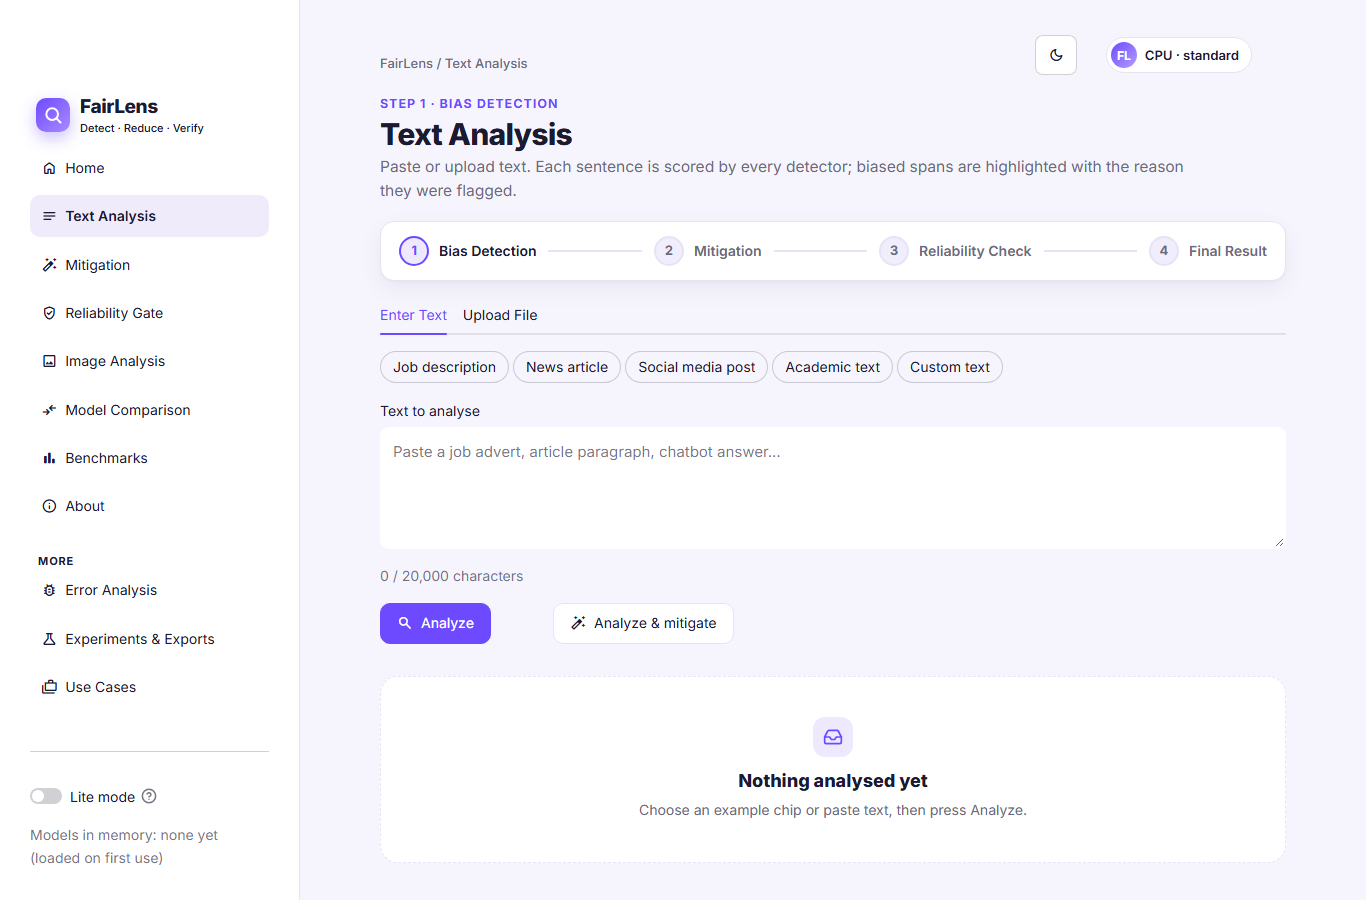 FairLens
Detect · Reduce · Verify
Home
Text Analysis
Mitigation
Reliability Gate
Image Analysis
Model Comparison
Benchmarks
About
MORE
Error Analysis
Experiments & Exports
Use Cases
Lite mode
Models in memory: none yet
(loaded on first use)
FairLens / Text Analysis
FL CPU · standard
STEP 1 · BIAS DETECTION
Text Analysis
Paste or upload text. Each sentence is scored by every detector; biased spans are highlighted with the reason
they were flagged.
1 Bias Detection 2 Mitigation 3 Reliability Check 4 Final Result
Enter Text Upload File
Job description News article Social media post Academic text Custom text
Text to analyse
Paste a job advert, article paragraph, chatbot answer...
0 / 20,000 characters
Analyze Analyze & mitigate
Nothing analysed yet
Choose an example chip or paste text, then press Analyze.